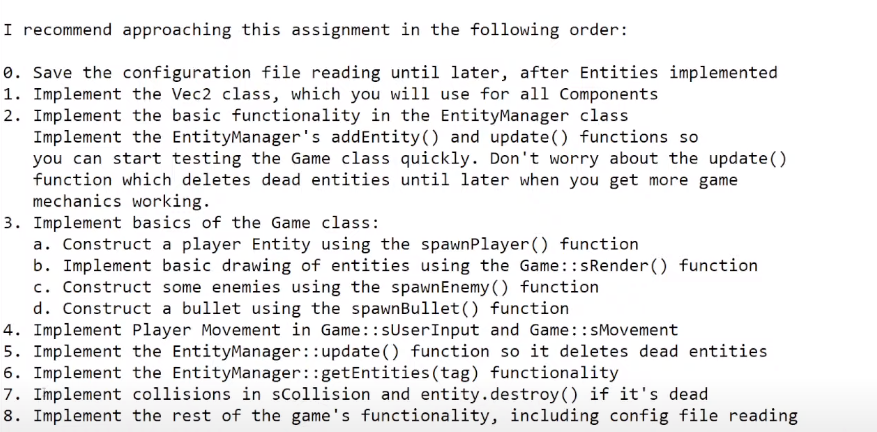 I recommend approaching this assignment in the following order:
0. Save the configuration file reading until later, after Entities implemented
1. Implement the Vec2 class, which you will use for all Components
2. Implement the basic functionality in the EntityManager class
Implement the EntityManager's addEntity() and update() functions so
you can start testing the Game class quickly. Don't worry about the update()
function which deletes dead entities until later when you get more game
mechanics working.
3. Implement basics of the Game class:
a. Construct a player Entity using the spawnPlayer() function
b. Implement basic drawing of entities using the Game::sRender() function
c. Construct some enemies using the spawnEnemy() function
d. Construct a bullet using the spawnBullet() function
4. Implement Player Movement in Game::sUserInput and Game::sMovement
5. Implement the EntityManager::update() function so it deletes dead entities
6. Implement the EntityManager::getEntities(tag) functionality
7. Implement collisions in sCollision and entity.destroy() if it's dead
8. Implement the rest of the game's functionality, including config file reading